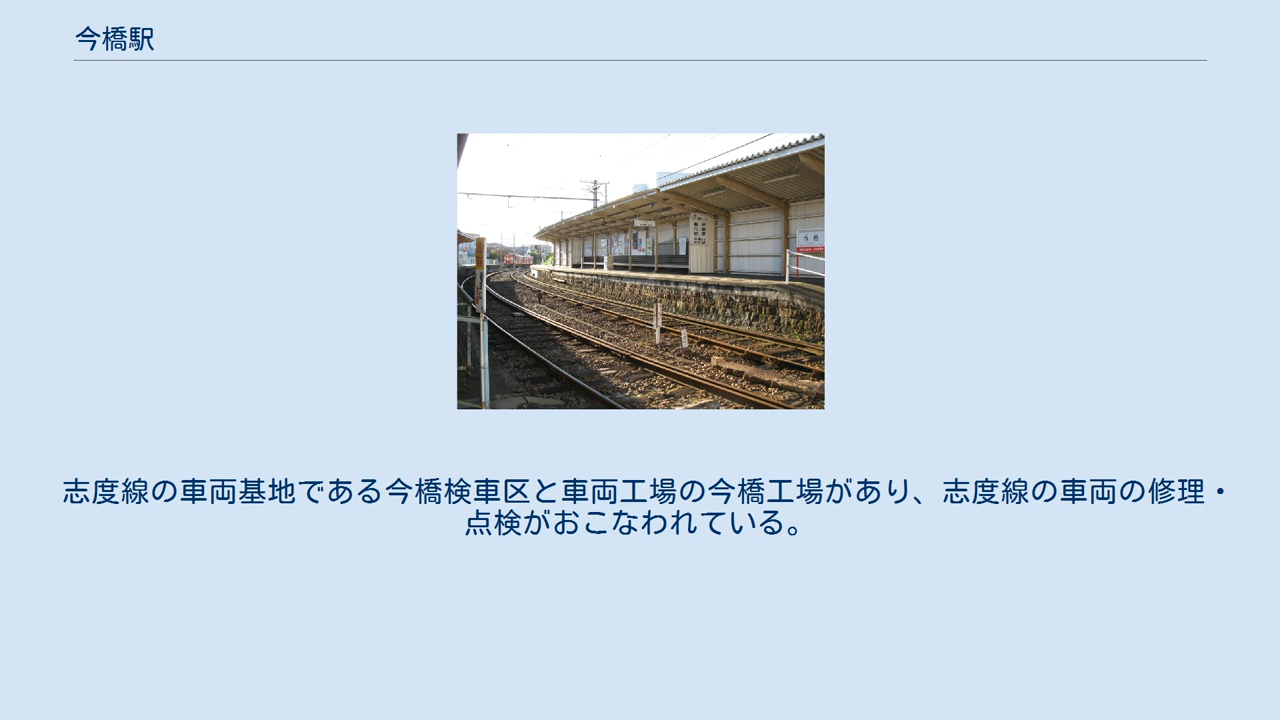 今橋駅
今橋
志度線の車両基地である今橋検車区と車両工場の今橋工場があり、志度線の車両の修理・
点検がおこなわれている。